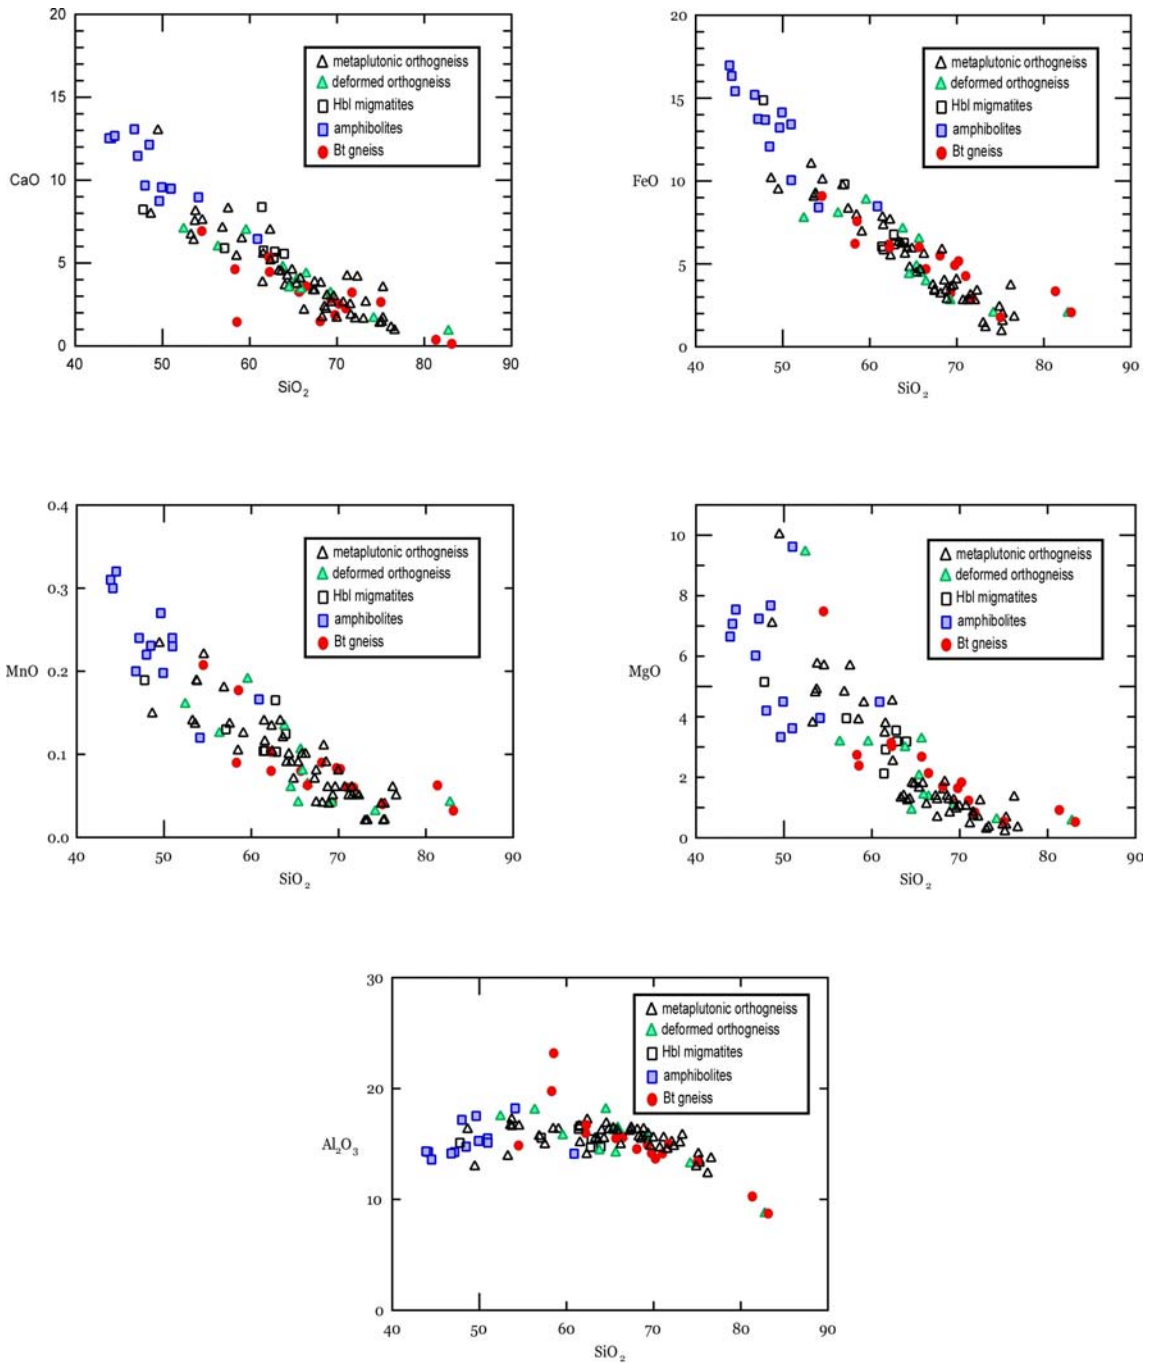 20
15
CaO
10
5
0
40 50 60 70 80 90
SiO₂
metaplutonic orthogneiss
deformed orthogneiss
Hbl migmatites
amphibolites
Bt gneiss
20
15
FeO
10
5
0
40 50 60 70 80 90
SiO₂
metaplutonic orthogneiss
deformed orthogneiss
Hbl migmatites
amphibolites
Bt gneiss
0.4
0.3
MnO
0.2
0.1
0.0
40 50 60 70 80 90
SiO₂
metaplutonic orthogneiss
deformed orthogneiss
Hbl migmatites
amphibolites
Bt gneiss
10
8
MgO
6
4
2
0
40 50 60 70 80 90
SiO₂
metaplutonic orthogneiss
deformed orthogneiss
Hbl migmatites
amphibolites
Bt gneiss
30
20
Al₂O₃
10
0
40 50 60 70 80 90
SiO₂
metaplutonic orthogneiss
deformed orthogneiss
Hbl migmatites
amphibolites
Bt gneiss